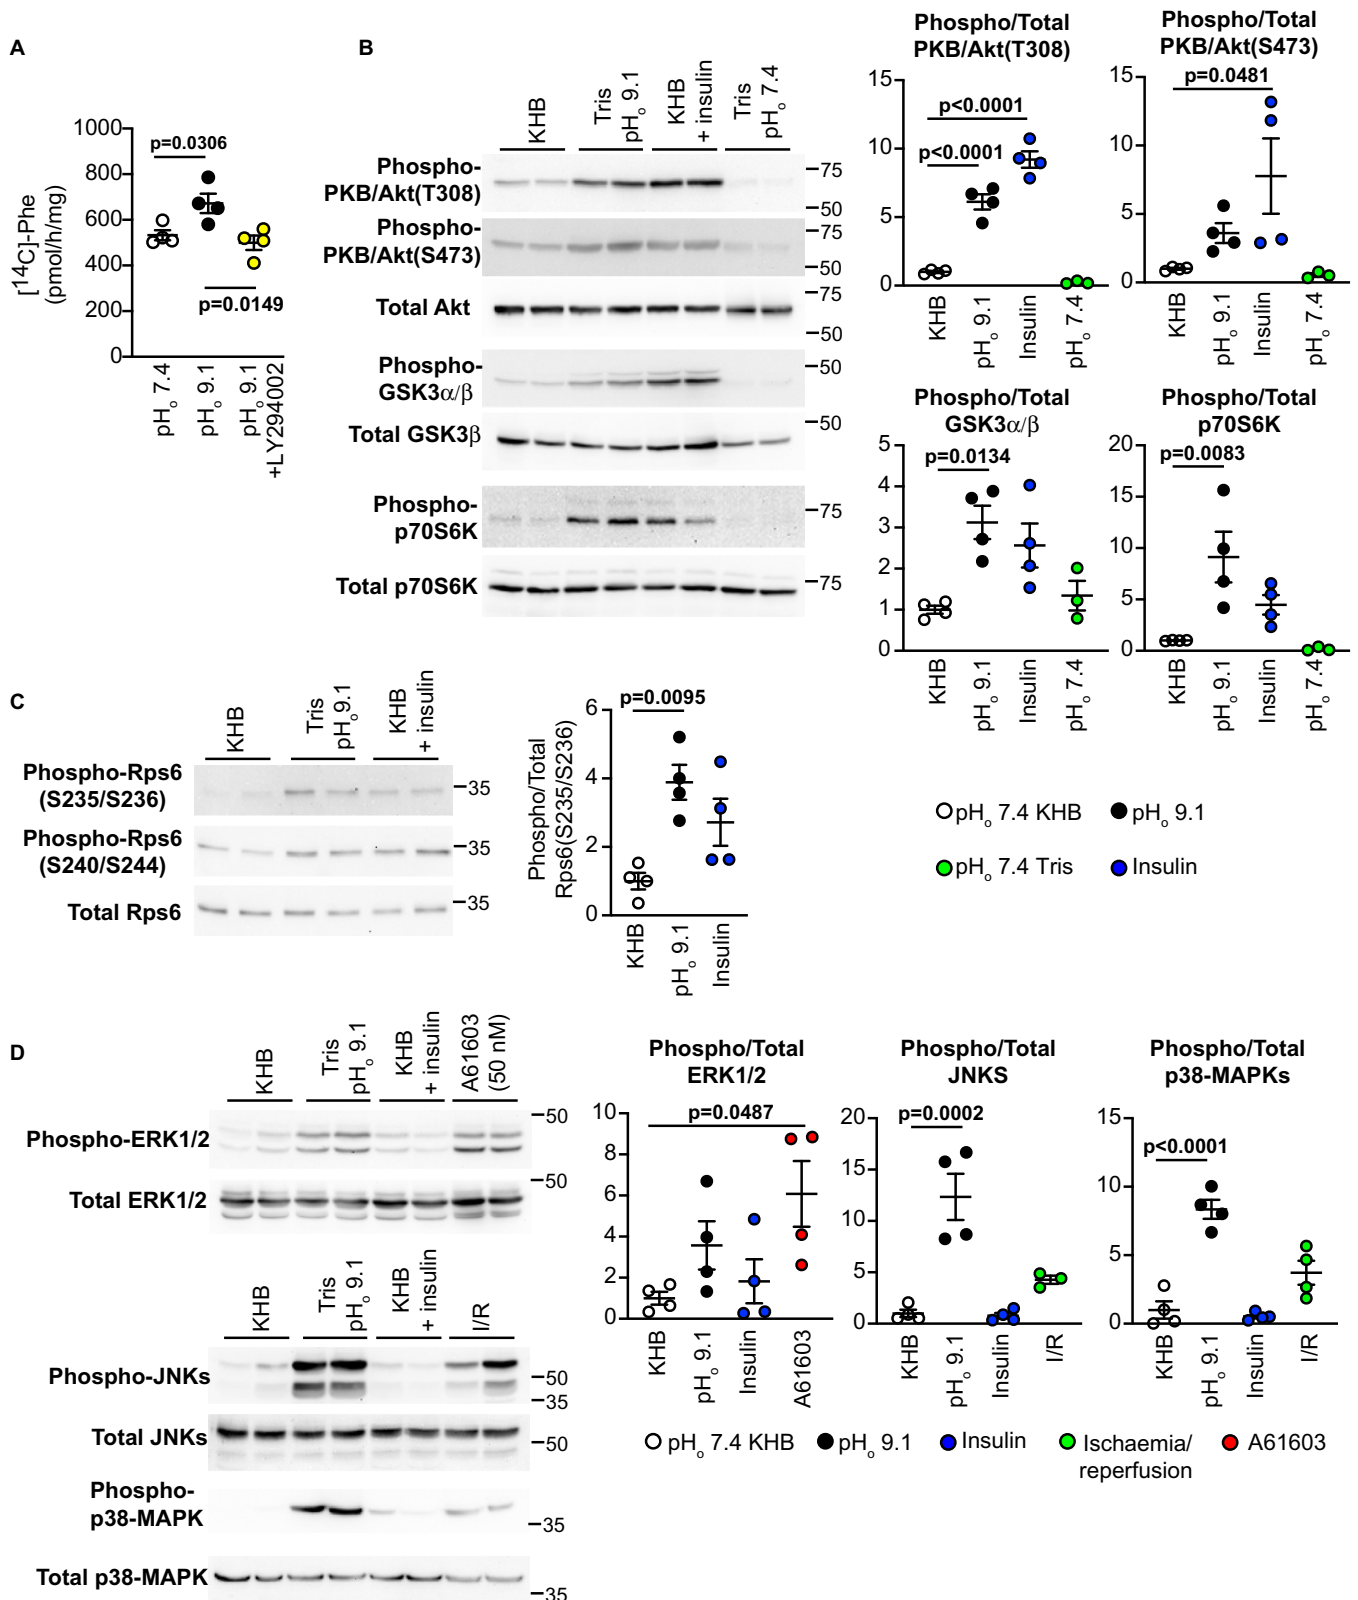 A
1000
800
600
400
200
0
[¹⁴C]-Phe
(pmol/h/mg)
p=0.0306
p=0.0149
pHₒ 7.4
pHₒ 9.1
pHₒ 9.1
+LY294002
B
KHB
Tris
pHₒ 9.1
KHB
+ insulin
Tris
pHₒ 7.4
Phospho-
PKB/Akt(T308)
75
50
Phospho-
PKB/Akt(S473)
75
50
Total Akt
75
50
Phospho-
GSK3α/β
50
Total GSK3β
50
Phospho-
p70S6K
75
Total p70S6K
75
Phospho/Total
PKB/Akt(T308)
15
10
5
0
p<0.0001
p<0.0001
KHB
pHₒ 9.1
Insulin
pHₒ 7.4
Phospho/Total
PKB/Akt(S473)
15
10
5
0
p=0.0481
KHB
pHₒ 9.1
Insulin
pHₒ 7.4
Phospho/Total
GSK3α/β
5
4
3
2
1
0
p=0.0134
KHB
pHₒ 9.1
Insulin
pHₒ 7.4
Phospho/Total
p70S6K
20
15
10
5
0
p=0.0083
KHB
pHₒ 9.1
Insulin
pHₒ 7.4
C
KHB
Tris
pHₒ 9.1
KHB
+ insulin
Phospho-Rps6
(S235/S236)
35
Phospho-Rps6
(S240/S244)
35
Total Rps6
35
Phospho/Total
Rps6(S235/S236)
6
4
2
0
p=0.0095
KHB
pHₒ 9.1
Insulin
pHₒ 7.4 KHB
pHₒ 9.1
pHₒ 7.4 Tris
Insulin
D
KHB
Tris
pHₒ 9.1
KHB
+ insulin
A61603
(50 nM)
Phospho-ERK1/2
50
Total ERK1/2
50
KHB
Tris
pHₒ 9.1
KHB
+ insulin
I/R
Phospho-JNKs
50
35
Total JNKs
50
Phospho-
p38-MAPK
35
Total p38-MAPK
35
Phospho/Total
ERK1/2
10
8
6
4
2
0
p=0.0487
KHB
pHₒ 9.1
Insulin
A61603
Phospho/Total
JNKS
20
15
10
5
0
p=0.0002
KHB
pHₒ 9.1
Insulin
I/R
Phospho/Total
p38-MAPKs
15
10
5
0
p<0.0001
KHB
pHₒ 9.1
Insulin
I/R
pHₒ 7.4 KHB
pHₒ 9.1
Insulin
Ischaemia/
reperfusion
A61603